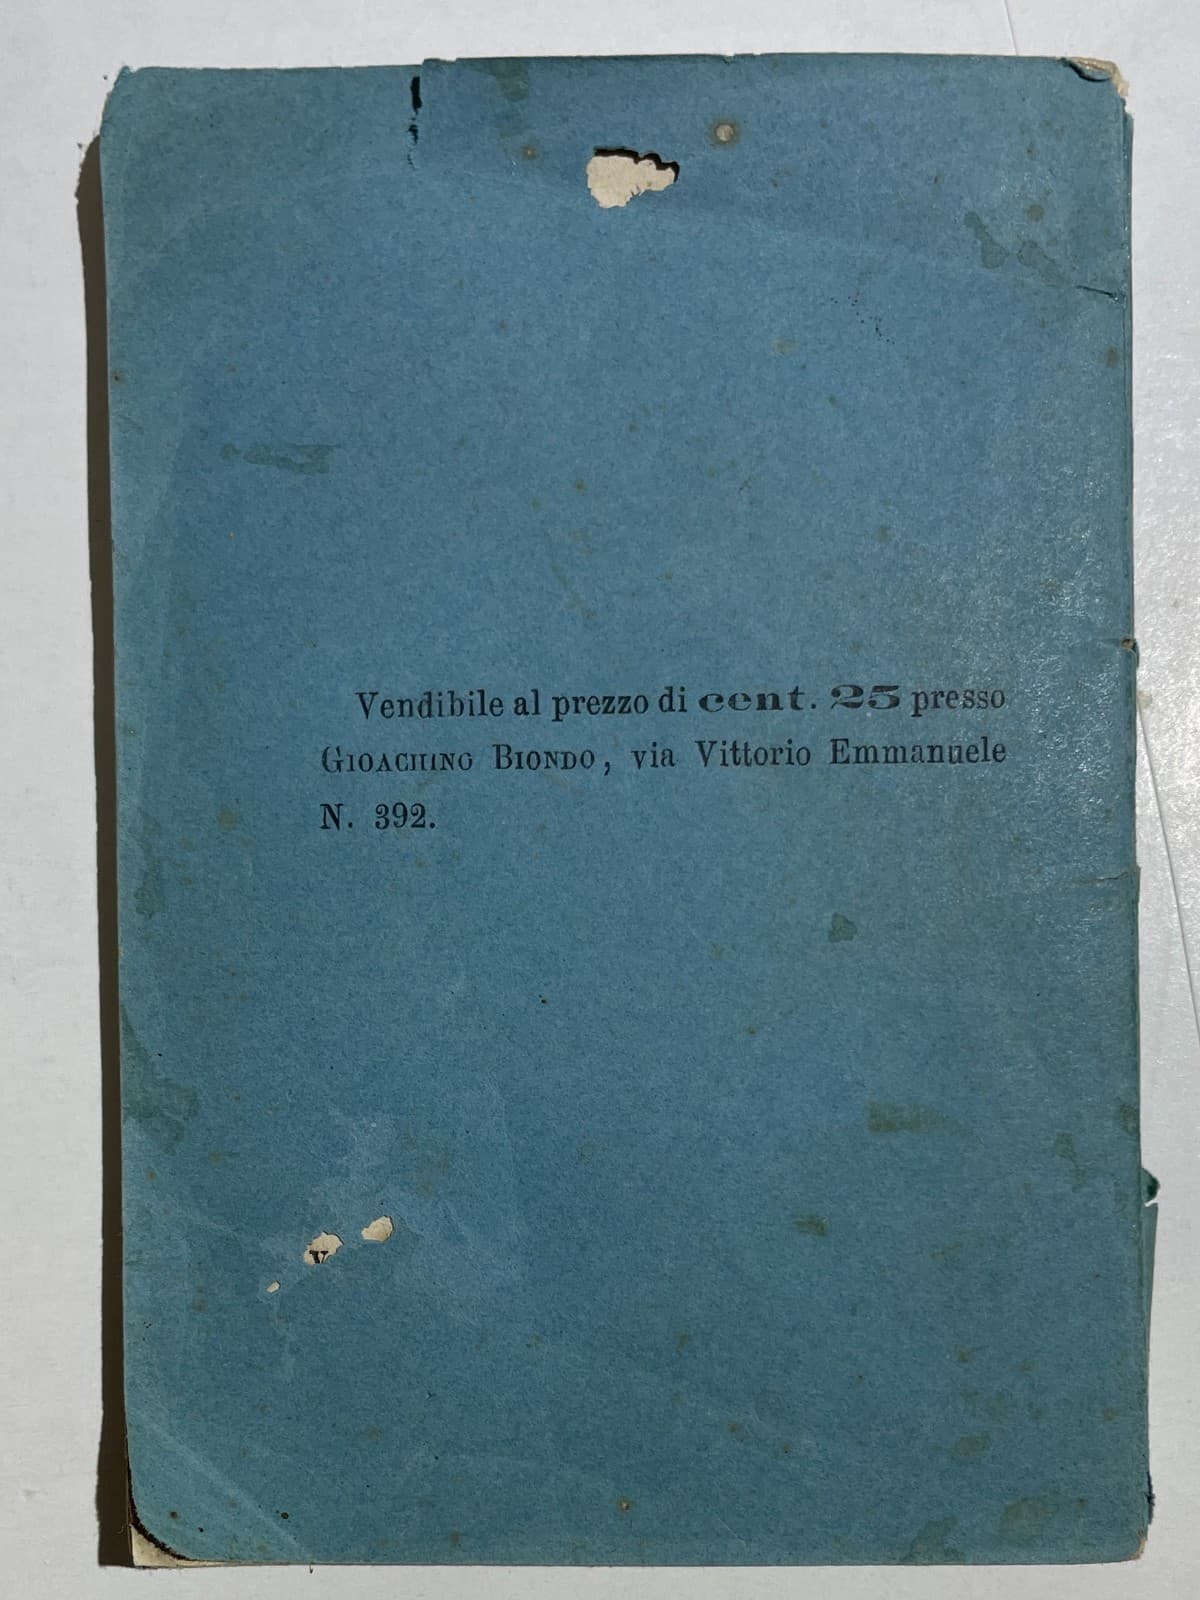 Vendibile al prezzo di cent. 25 presso
GIOACHINO BIONDO, via Vittorio Emmanuele
N. 392.
v